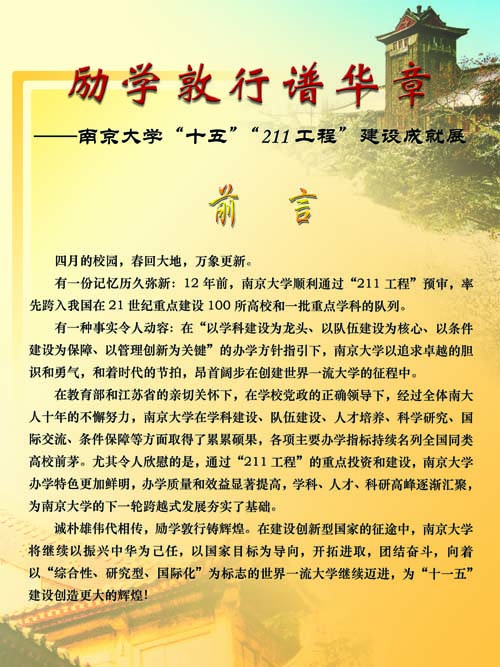 励学敦行谱华章
——南京大学“十五”“211工程”建设成就展
前言
四月的校园，春回大地，万象更新。
有一份记忆历久弥新：12年前，南京大学顺利通过“211工程”预审，率
先跨入我国在21世纪重点建设100所高校和一批重点学科的队列。
有一种事实令人动容：在“以学科建设为龙头、以队伍建设为核心、以条件
建设为保障、以管理创新为关键”的办学方针指引下，南京大学以追求卓越的胆
识和勇气，和着时代的节拍，昂首阔步在创建世界一流大学的征程中。
在教育部和江苏省的亲切关怀下，在学校党政的正确领导下，经过全体南大
人十年的不懈努力，南京大学在学科建设、队伍建设、人才培养、科学研究、国
际交流、条件保障等方面取得了累累硕果，各项主要办学指标持续名列全国同类
高校前茅。尤其令人欣慰的是，通过“211工程”的重点投资和建设，南京大学
办学特色更加鲜明，办学质量和效益显著提高，学科、人才、科研高峰逐渐汇聚，
为南京大学的下一轮跨越式发展夯实了基础。
诚朴雄伟代相传，励学敦行铸辉煌。在建设创新型国家的征途中，南京大学
将继续以振兴中华为己任，以国家目标为导向，开拓进取，团结奋斗，向着
以“综合性、研究型、国际化”为标志的世界一流大学继续迈进，为“十一五”
建设创造更大的辉煌！